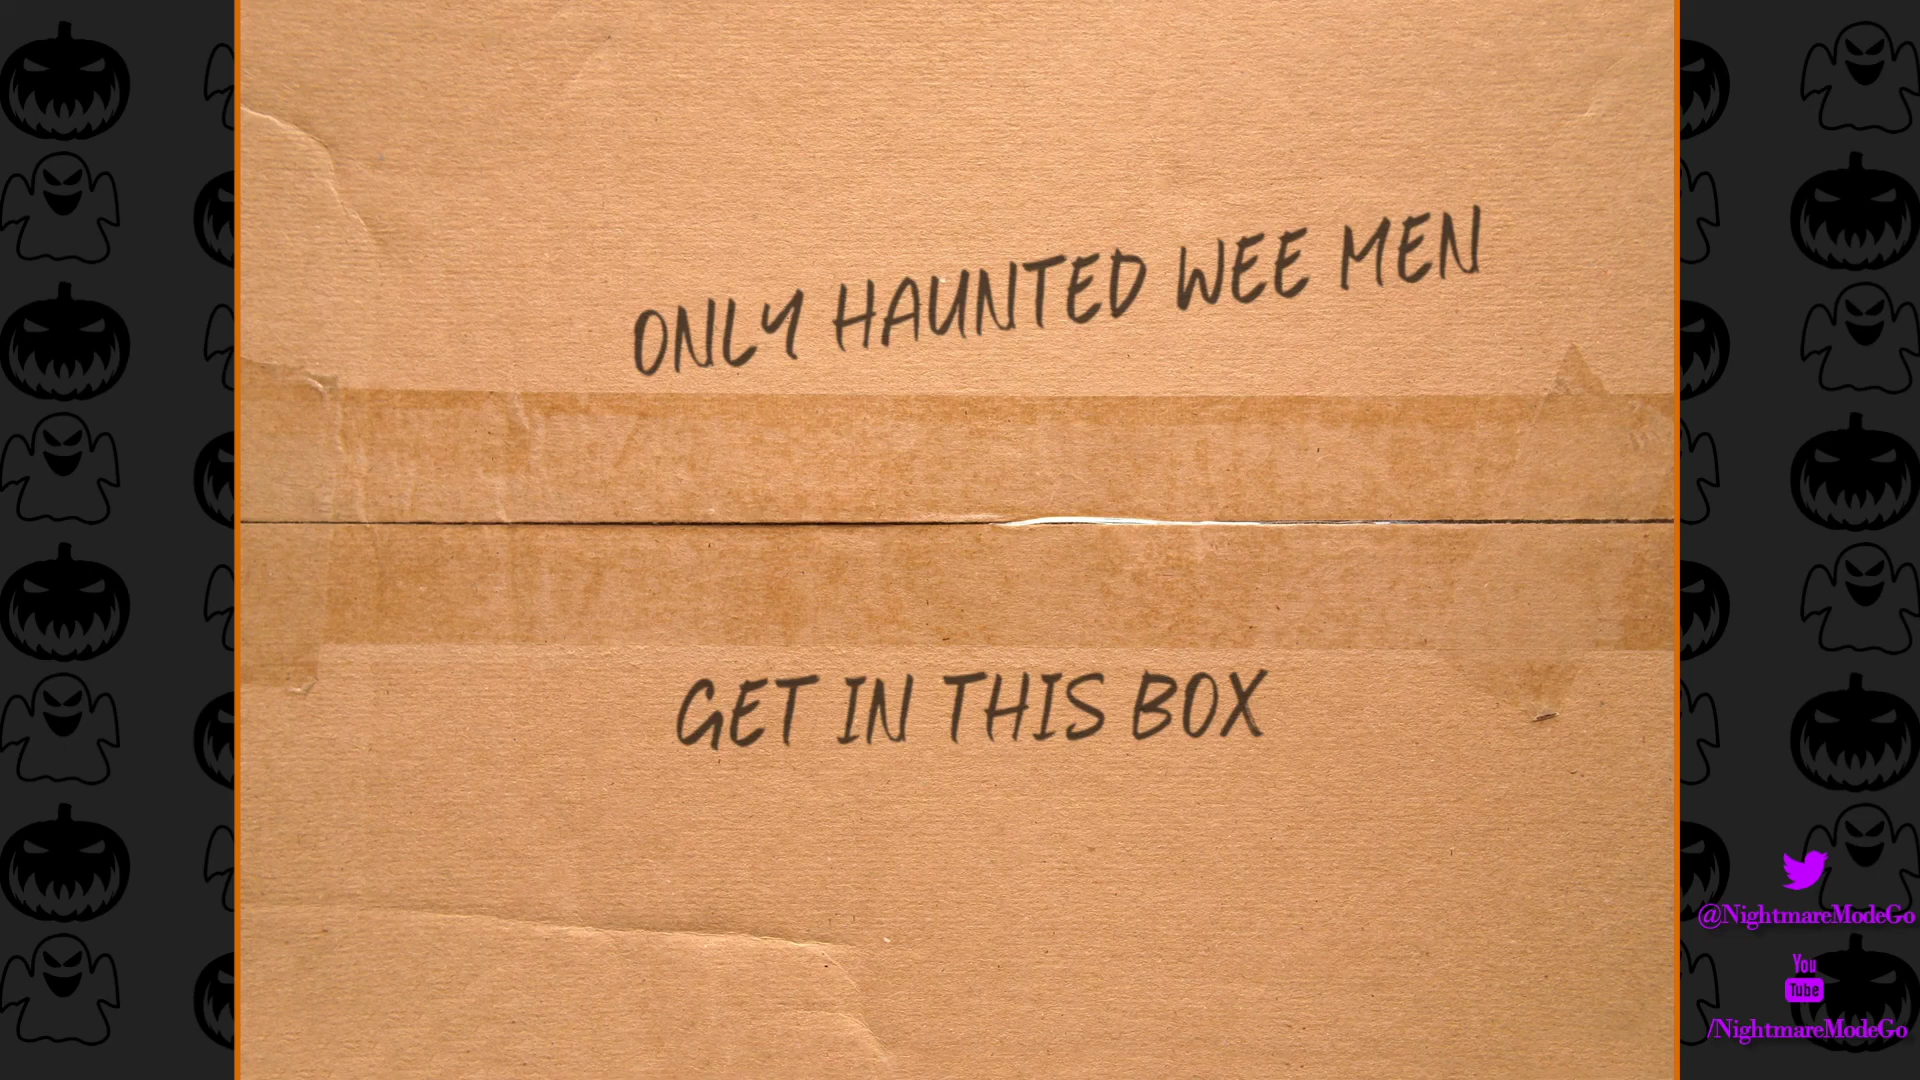 ONLY HAUNTED WEE MEN
GET IN THIS BOX
@NightmareModeGo
You
Tube
/NightmareModeGo